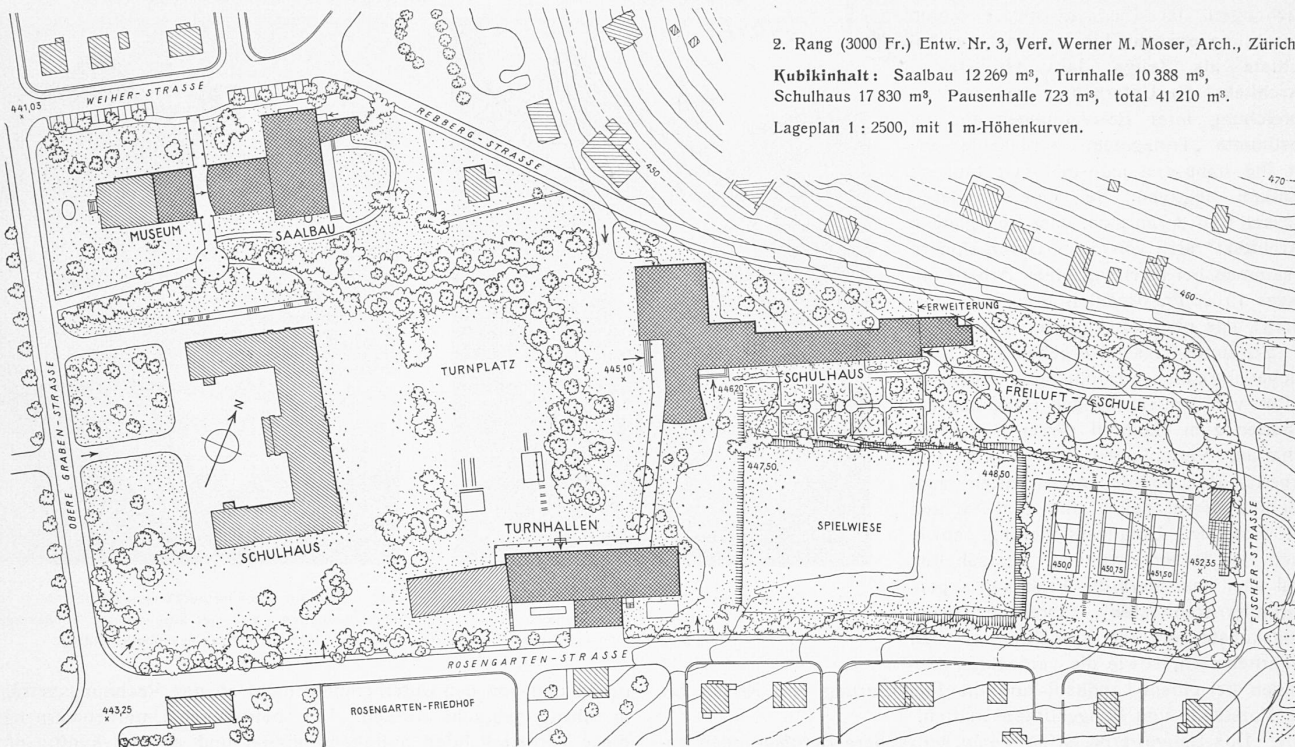 2. Rang (3000 Fr.) Entw. Nr. 3, Verf. Werner M. Moser, Arch., Zürich
Kubikinhalt: Saalbau 12 269 m³, Turnhalle 10 388 m³,
Schulhaus 17 830 m³, Pausenhalle 723 m³, total 41 210 m³.
Lageplan 1 : 2500, mit 1 m-Höhenkurven.
441,03
WEIHER-STRASSE
REBBERG-STRASSE
450
470
460
MUSEUM
SAALBAU
ERWEITERUNG
OBERE GRABEN-STRASSE
N
TURNPLATZ
445,10
446,20
SCHULHAUS
FREILUFT-SCHULE
447,50
448,50
SCHULHAUS
TURNHALLEN
SPIELWIESE
450,0
450,75
451,50
452,35
FISCHER-STRASSE
ROSENGARTEN-STRASSE
443,25
ROSENGARTEN-FRIEDHOF